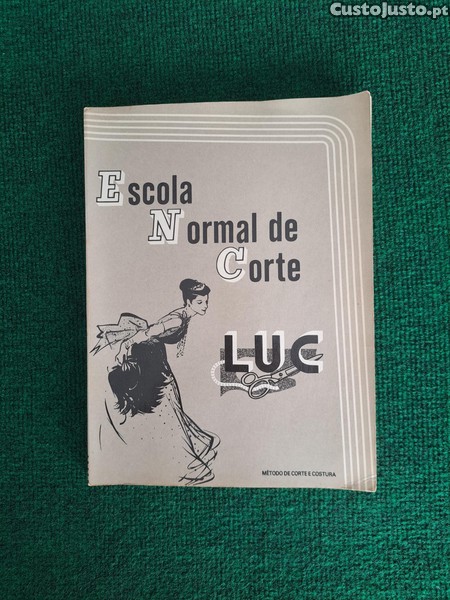 CustoJusto.pt
Escola
Normal de
Corte
LUC
MÉTODO DE CORTE E COSTURA